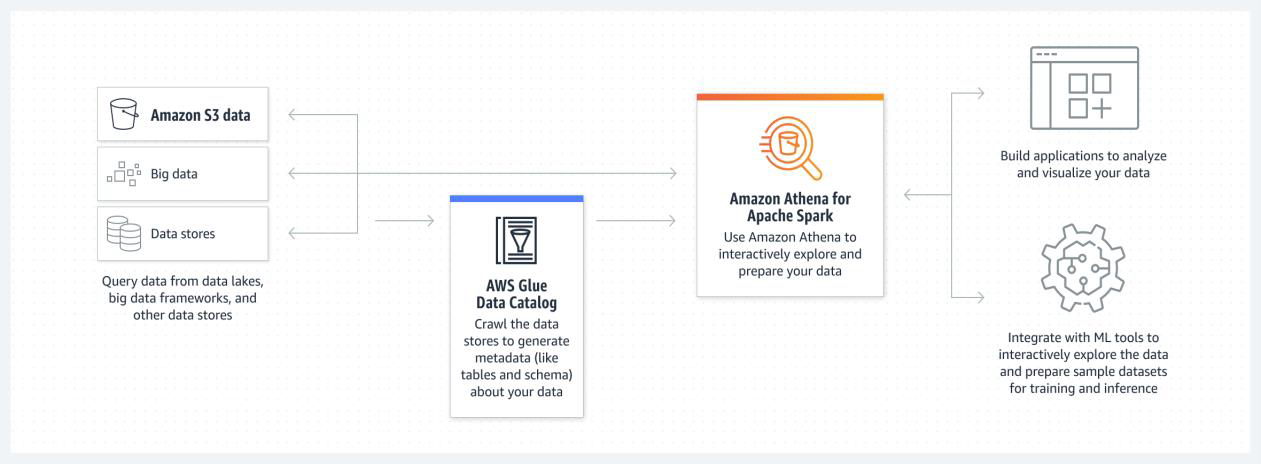 Amazon S3 data
Big data
Data stores
Query data from data lakes,
big data frameworks, and
other data stores
AWS Glue
Data Catalog
Crawl the data
stores to generate
metadata (like
tables and schema)
about your data
Amazon Athena for
Apache Spark
Use Amazon Athena to
interactively explore and
prepare your data
Build applications to analyze
and visualize your data
Integrate with ML tools to
interactively explore the data
and prepare sample datasets
for training and inference